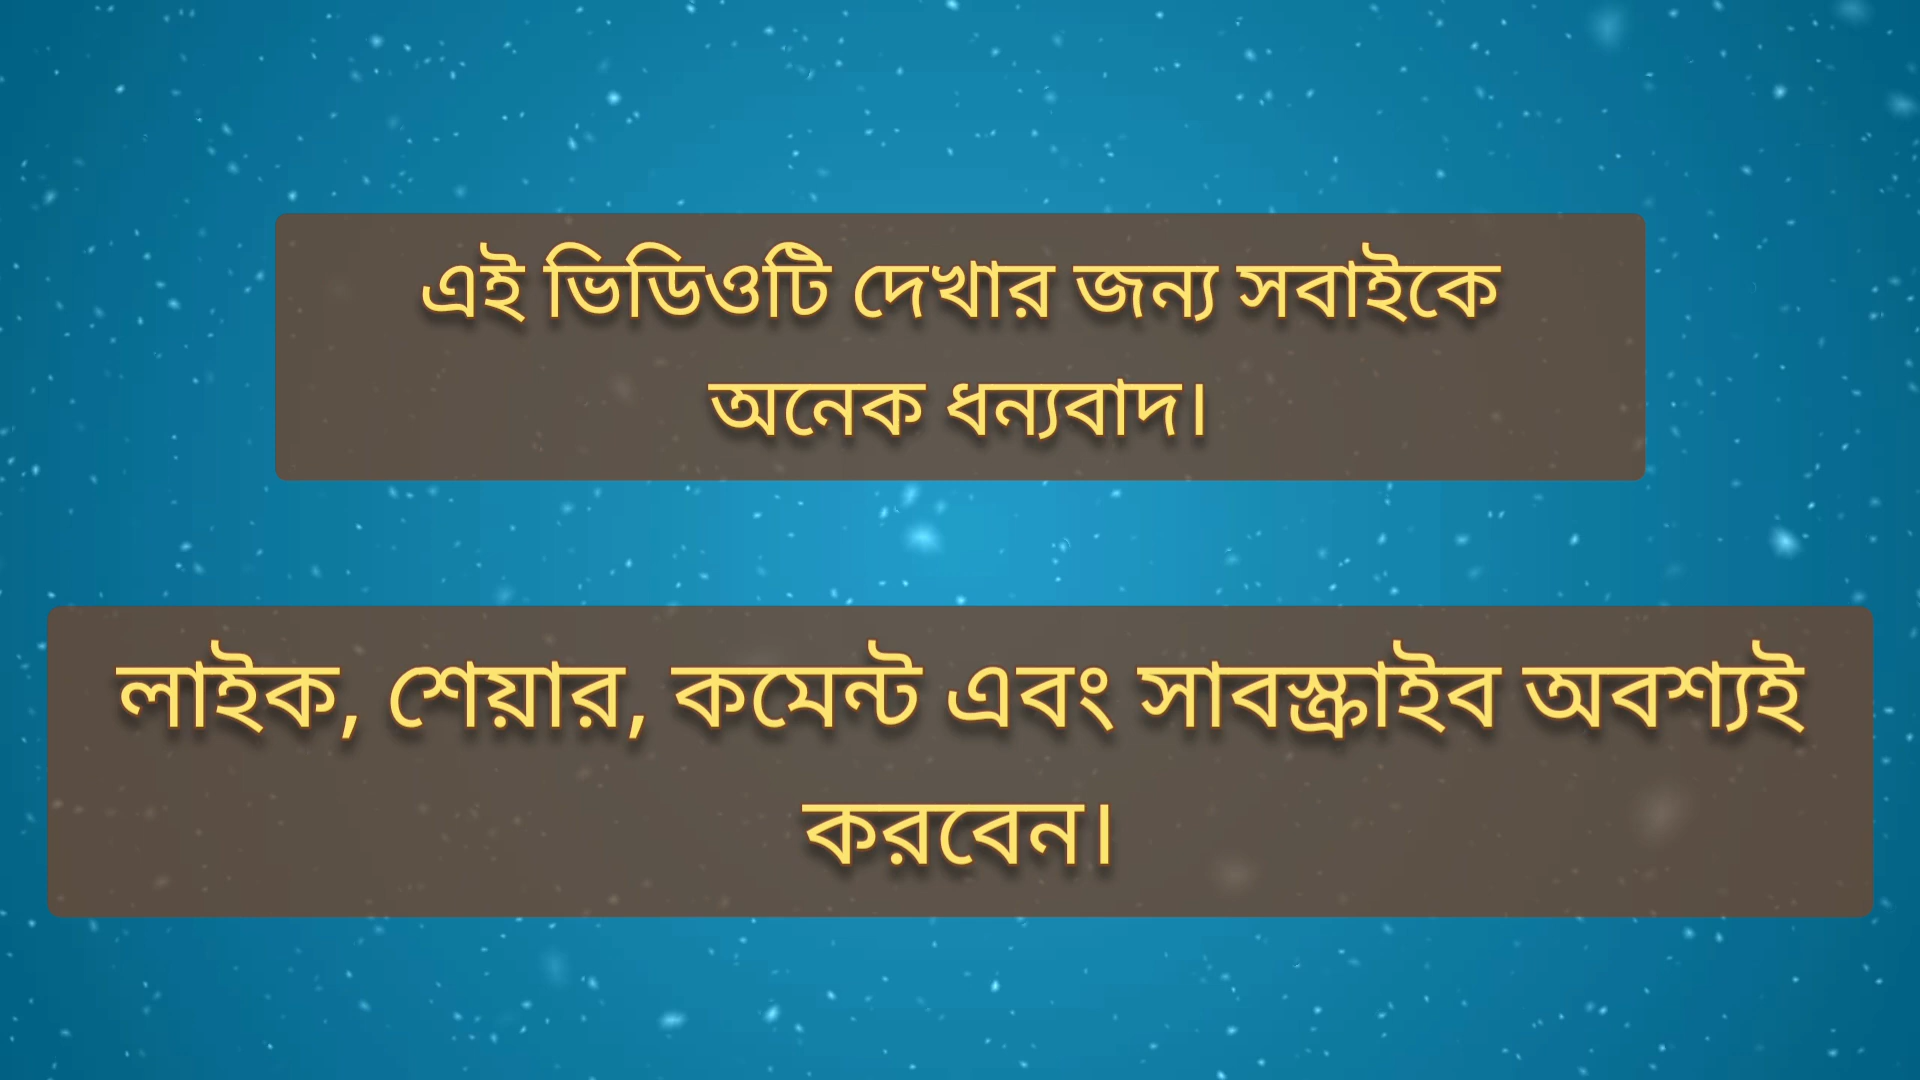 এই ভিডিওটি দেখার জন্য সবাইকে
অনেক ধন্যবাদ।
লাইক, শেয়ার, কমেন্ট এবং সাবস্ক্রাইব অবশ্যই
করবেন।